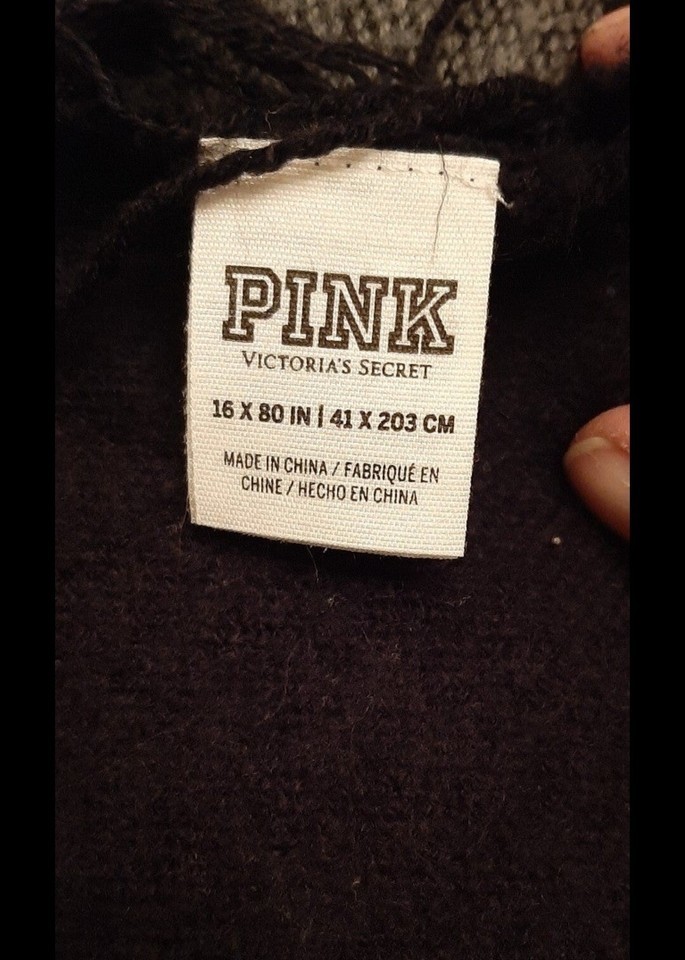 PINK
VICTORIA'S SECRET
16 X 80 IN | 41 X 203 CM
MADE IN CHINA / FABRIQUÉ EN
CHINE / HECHO EN CHINA